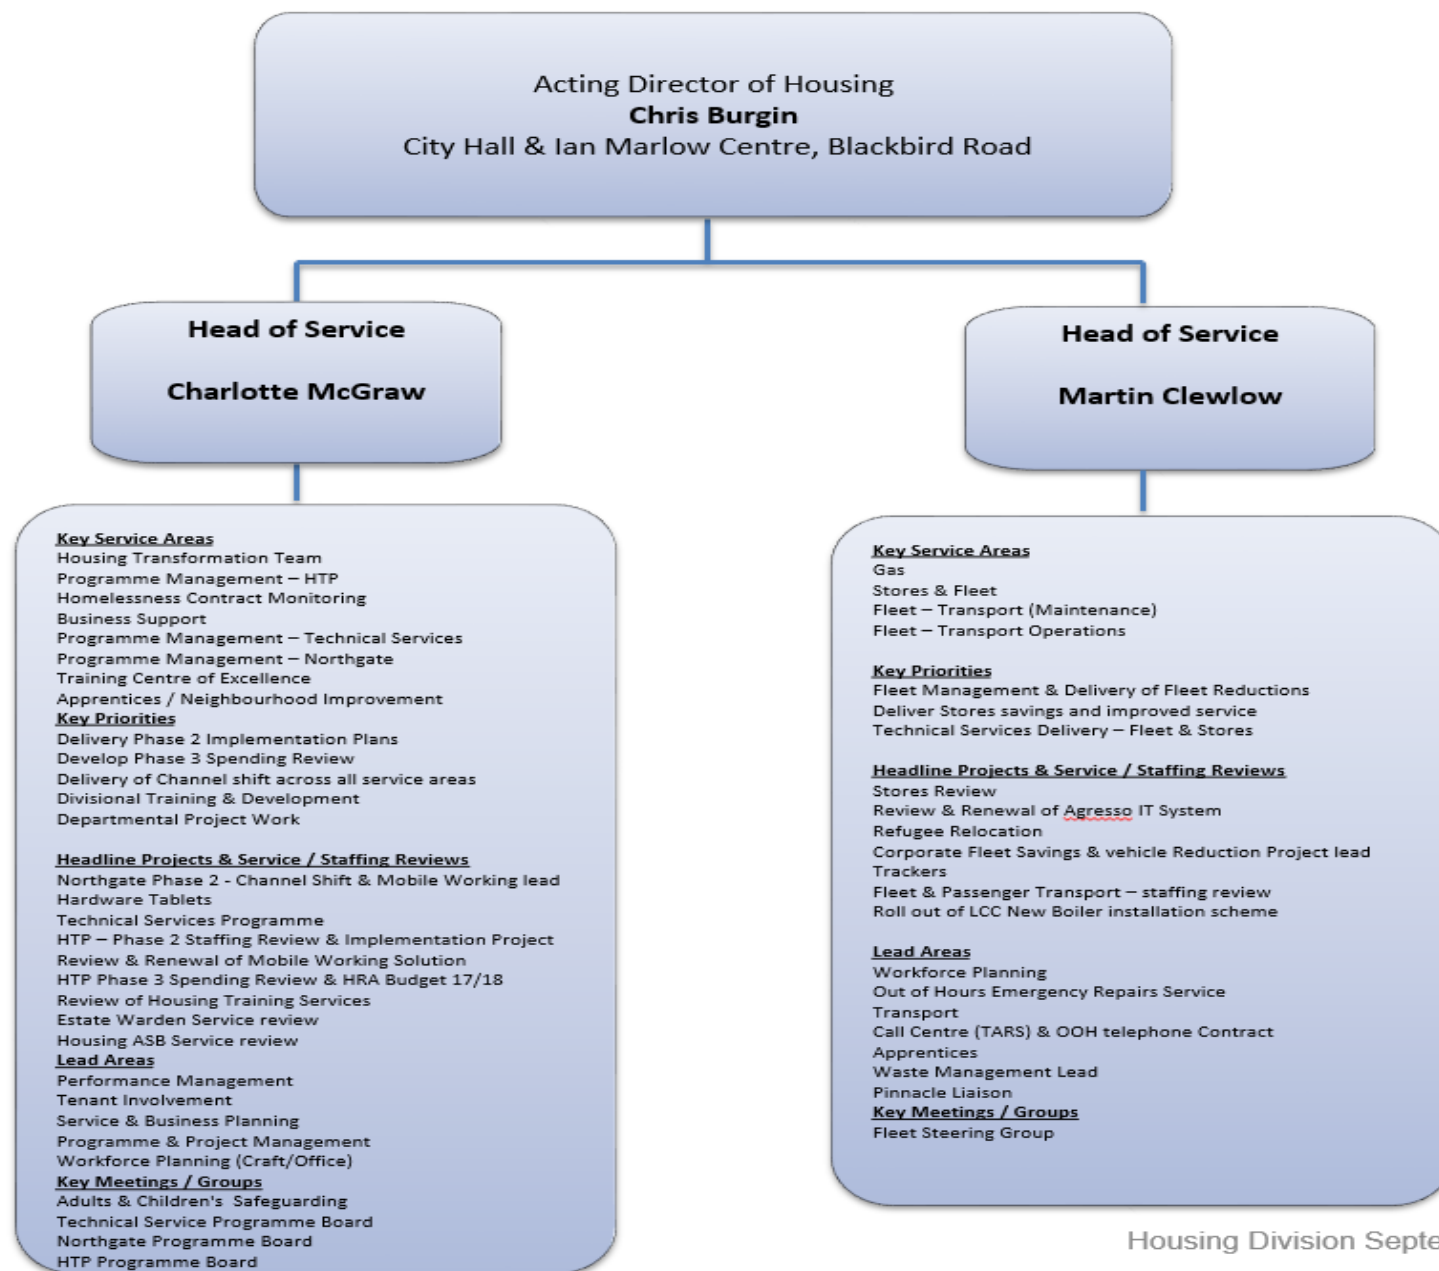 Acting Director of Housing
Chris Burgin
City Hall & Ian Marlow Centre, Blackbird Road
Head of Service
Charlotte McGraw
Head of Service
Martin Clewlow
Key Service Areas
Housing Transformation Team
Programme Management – HTP
Homelessness Contract Monitoring
Business Support
Programme Management – Technical Services
Programme Management – Northgate
Training Centre of Excellence
Apprentices / Neighbourhood Improvement
Key Priorities
Delivery Phase 2 Implementation Plans
Develop Phase 3 Spending Review
Delivery of Channel shift across all service areas
Divisional Training & Development
Departmental Project Work
Headline Projects & Service / Staffing Reviews
Northgate Phase 2 - Channel Shift & Mobile Working lead
Hardware Tablets
Technical Services Programme
HTP – Phase 2 Staffing Review & Implementation Project
Review & Renewal of Mobile Working Solution
HTP Phase 3 Spending Review & HRA Budget 17/18
Review of Housing Training Services
Estate Warden Service review
Housing ASB Service review
Lead Areas
Performance Management
Tenant Involvement
Service & Business Planning
Programme & Project Management
Workforce Planning (Craft/Office)
Key Meetings / Groups
Adults & Children's Safeguarding
Technical Service Programme Board
Northgate Programme Board
HTP Programme Board
Key Service Areas
Gas
Stores & Fleet
Fleet – Transport (Maintenance)
Fleet – Transport Operations
Key Priorities
Fleet Management & Delivery of Fleet Reductions
Deliver Stores savings and improved service
Technical Services Delivery – Fleet & Stores
Headline Projects & Service / Staffing Reviews
Stores Review
Review & Renewal of Agresso IT System
Refugee Relocation
Corporate Fleet Savings & vehicle Reduction Project lead
Trackers
Fleet & Passenger Transport – staffing review
Roll out of LCC New Boiler installation scheme
Lead Areas
Workforce Planning
Out of Hours Emergency Repairs Service
Transport
Call Centre (TARS) & OOH telephone Contract
Apprentices
Waste Management Lead
Pinnacle Liaison
Key Meetings / Groups
Fleet Steering Group
Housing Division Septe